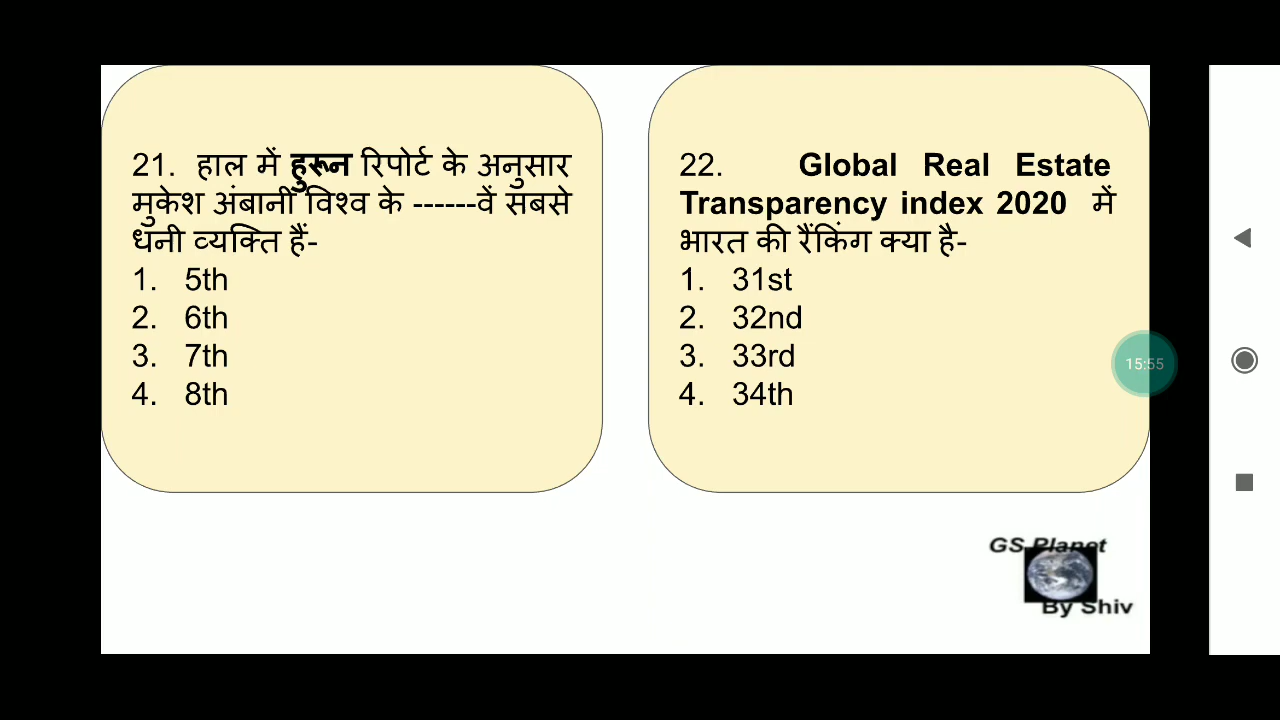 21. हाल में हुरून रिपोर्ट के अनुसार
मुकेश अंबानी विश्व के ------वें सबसे
धनी व्यक्ति हैं-
1. 5th
2. 6th
3. 7th
4. 8th
22. Global Real Estate
Transparency index 2020 में
भारत की रैंकिंग क्या है-
1. 31st
2. 32nd
3. 33rd
4. 34th
15:55
GS Planet
By Shiv